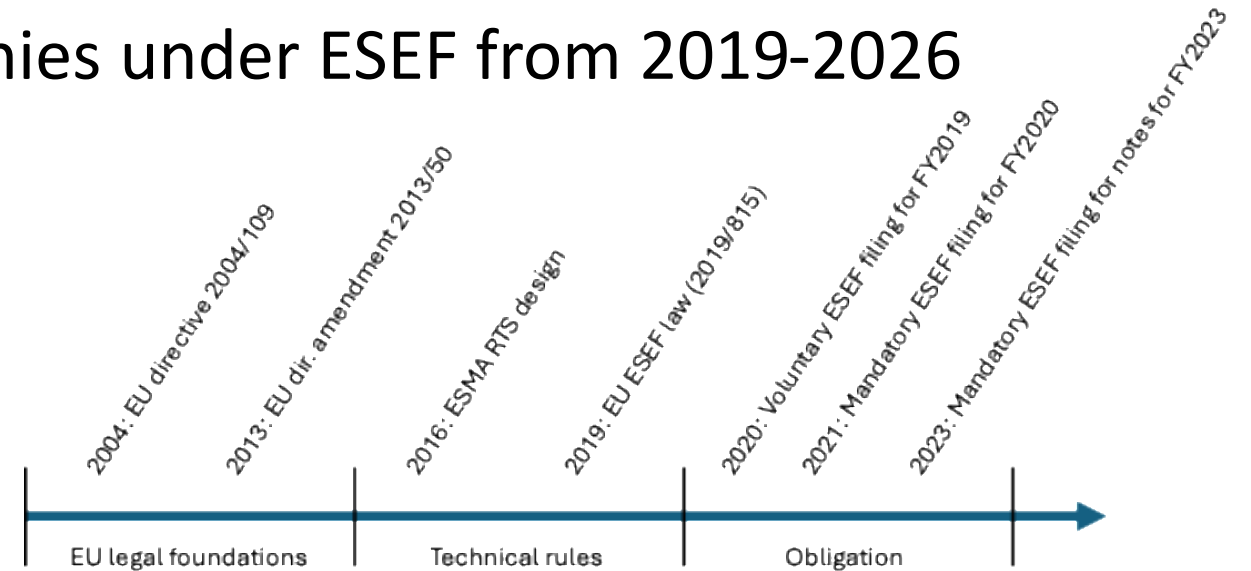 nies under ESEF from 2019-2026
2004: EU directive 2004/109
2013: EU dir. amendment 2013/50
2016: ESMA RTS design
2019: EU ESEF law (2019/815)
2020: Voluntary ESEF filing for FY2019
2021: Mandatory ESEF filing for FY2020
2023: Mandatory ESEF filing for notes for FY2023
EU legal foundations
Technical rules
Obligation